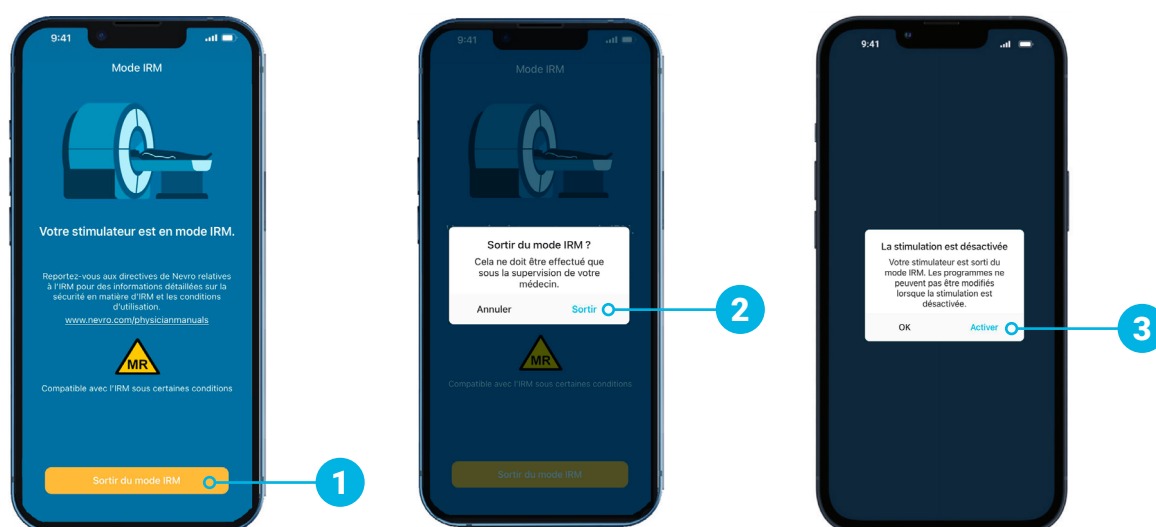 9:41
Mode IRM
Votre stimulateur est en mode IRM.
Reportez-vous aux directives de Nevro relatives
à l'IRM pour des informations détaillées sur la
sécurité en matière d'IRM et les conditions
d'utilisation.
www.nevro.com/physicianmanuals
MR
Compatible avec l'IRM sous certaines conditions
Sortir du mode IRM
1
9:41
Mode IRM
Sortir du mode IRM ?
Cela ne doit être effectué que
sous la supervision de votre
médecin.
Annuler Sortir
2
MR
Compatible avec l'IRM sous certaines conditions
Sortir du mode IRM
9:41
La stimulation est désactivée
Votre stimulateur est sorti du
mode IRM. Les programmes ne
peuvent pas être modifiés
lorsque la stimulation est
désactivée.
OK Activer
3